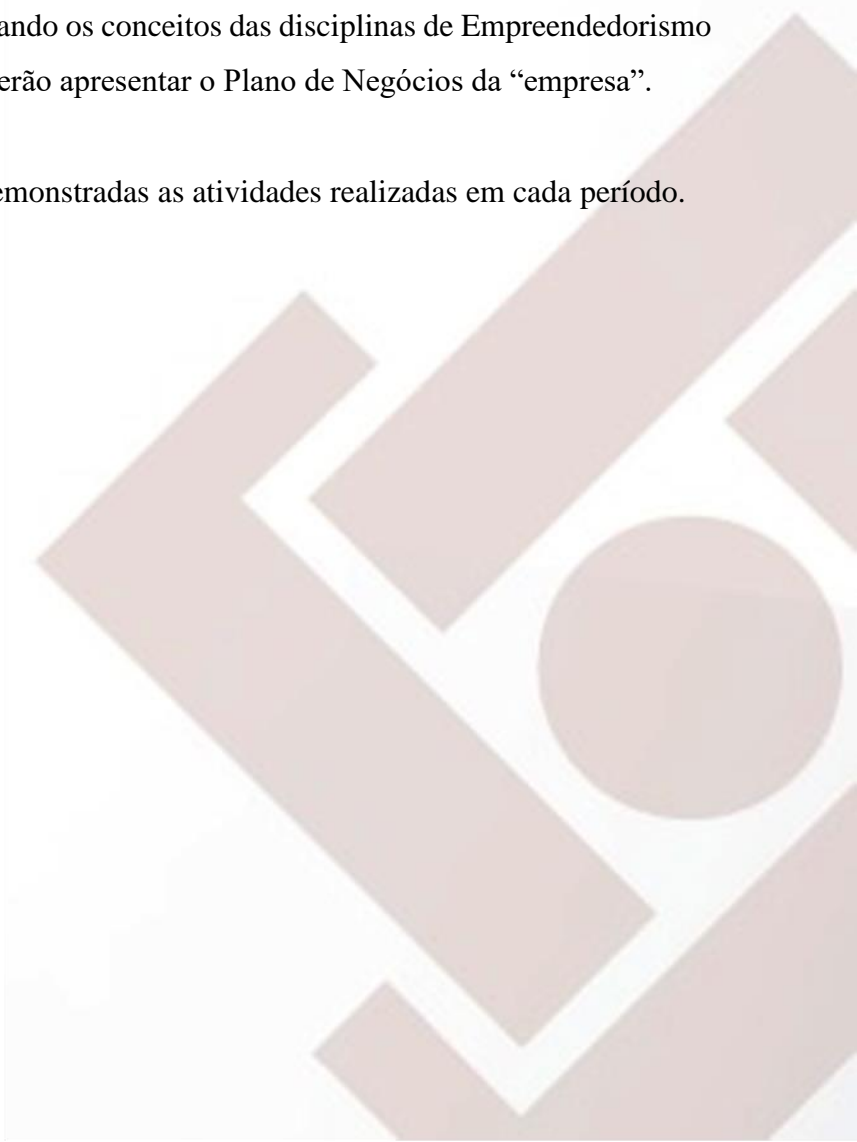 ando os conceitos das disciplinas de Empreendedorismo
erão apresentar o Plano de Negócios da “empresa”.
emonstradas as atividades realizadas em cada período.